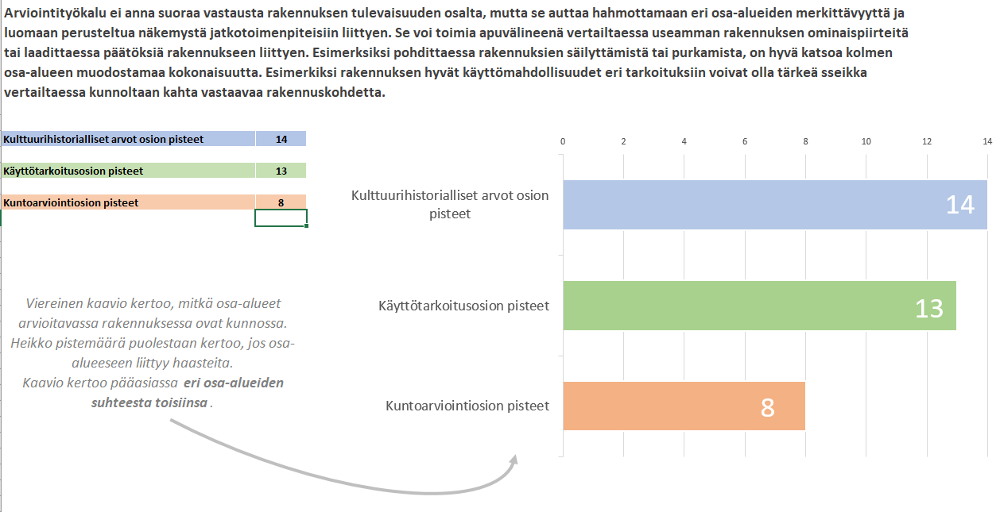 Arviointityökalu ei anna suoraa vastausta rakennuksen tulevaisuuden osalta, mutta se auttaa hahmottamaan eri osa-alueiden merkittävyyttä ja
luomaan perusteltua näkemystä jatkotoimenpiteisiin liittyen. Se voi toimia apuvälineenä vertailtaessa useamman rakennuksen ominaispiirteitä
tai laadittaessa päätöksiä rakennukseen liittyen. Esimerksiksi pohdittaessa rakennuksien säilyttämistä tai purkamista, on hyvä katsoa kolmen
osa-alueen muodostamaa kokonaisuutta. Esimerkiksi rakennuksen hyvät käyttömahdollisuudet eri tarkoituksiin voivat olla tärkeä sseikka
vertailtaessa kunnoltaan kahta vastaavaa rakennuskohdetta.
Kulttuurihistorialliset arvot osion pisteet 14
Käyttötarkoitusosion pisteet 13
Kuntoarviointiosion pisteet 8
0 2 4 6 8 10 12 14
Kulttuurihistorialliset arvot osion
pisteet
14
Käyttötarkoitusosion pisteet
13
Kuntoarviointiosion pisteet
8
Viereinen kaavio kertoo, mitkä osa-alueet
arvioitavassa rakennuksessa ovat kunnossa.
Heikko pistemäärä puolestaan kertoo, jos osa-
alueeseen liittyy haasteita.
Kaavio kertoo pääasiassa eri osa-alueiden
suhteesta toisiinsa .